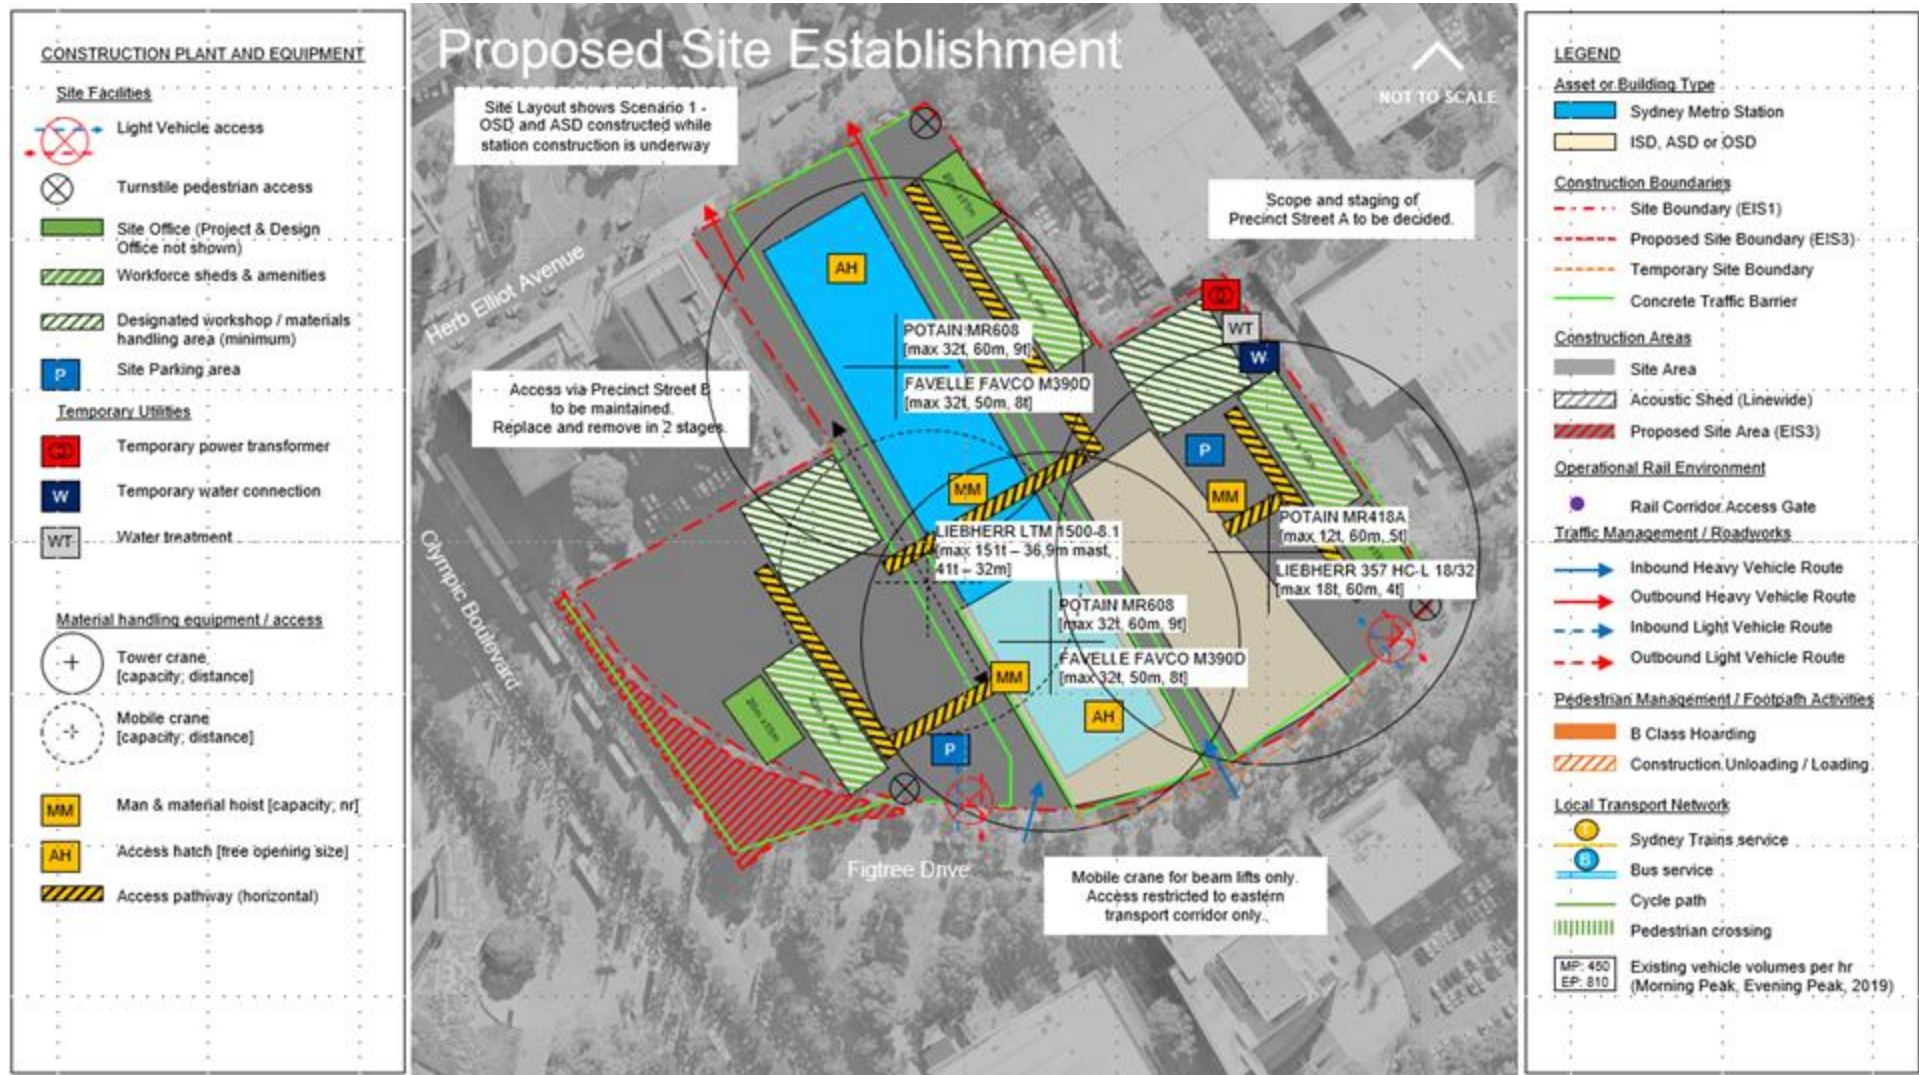 CONSTRUCTION PLANT AND EQUIPMENT
Site Facilities
Light Vehicle access
Turnstile pedestrian access
Site Office (Project & Design
Office not shown)
Workforce sheds & amenities
Designated workshop / materials
handling area (minimum)
P
Site Parking area
Temporary Utilities
Temporary power transformer
W
Temporary water connection
WT
Water treatment
Material handling equipment / access
Tower crane
[capacity; distance]
Mobile crane
[capacity; distance]
MM
Man & material hoist [capacity; nr]
AH
Access hatch [free opening size]
Access pathway (horizontal)
Proposed Site Establishment
NOT TO SCALE
Site Layout shows Scenario 1 -
OSD and ASD constructed while
station construction is underway
Scope and staging of
Precinct Street A to be decided.
Herb Elliot Avenue
AH
WT
W
POTAIN MR608
[max 32t, 60m, 9t]
FAVELLE FAVCO M390D
[max 32t, 50m, 8t]
Access via Precinct Street B
to be maintained.
Replace and remove in 2 stages.
P
MM
MM
POTAIN MR418A
[max 12t, 60m, 5t]
LIEBHERR 357 HC-L 18/32
[max 18t, 60m, 4t]
LIEBHERR LTM 1500-8.1
[max 151t – 36,9m mast,
41t – 32m]
Olympic Boulevard
POTAIN MR608
[max 32t, 60m, 9t]
FAVELLE FAVCO M390D
[max 32t, 50m, 8t]
MM
AH
P
Figtree Drive
Mobile crane for beam lifts only.
Access restricted to eastern
transport corridor only.
LEGEND
Asset or Building Type
Sydney Metro Station
ISD, ASD or OSD
Construction Boundaries
Site Boundary (EIS1)
Proposed Site Boundary (EIS3)
Temporary Site Boundary
Concrete Traffic Barrier
Construction Areas
Site Area
Acoustic Shed (Linewide)
Proposed Site Area (EIS3)
Operational Rail Environment
Rail Corridor Access Gate
Traffic Management / Roadworks
Inbound Heavy Vehicle Route
Outbound Heavy Vehicle Route
Inbound Light Vehicle Route
Outbound Light Vehicle Route
Pedestrian Management / Footpath Activities
B Class Hoarding
Construction Unloading / Loading
Local Transport Network
T
Sydney Trains service
B
Bus service
Cycle path
Pedestrian crossing
MP: 450
EP: 810
Existing vehicle volumes per hr
(Morning Peak, Evening Peak, 2019)